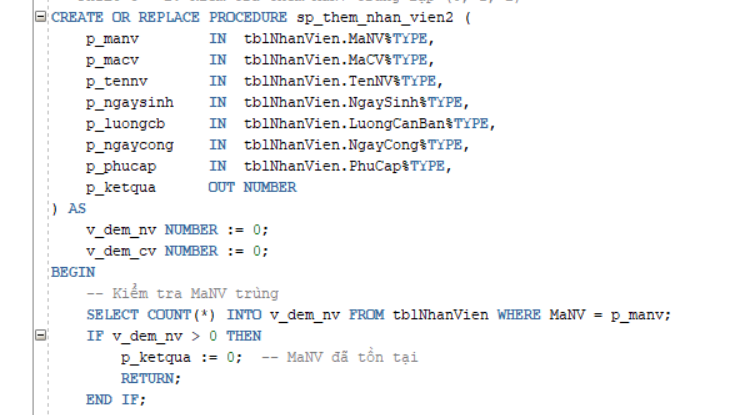 CREATE OR REPLACE PROCEDURE sp_them_nhan_vien2 (
    p_manv        IN  tblNhanVien.MaNV%TYPE,
    p_macv        IN  tblNhanVien.MaCV%TYPE,
    p_tennv       IN  tblNhanVien.TenNV%TYPE,
    p_ngaysinh    IN  tblNhanVien.NgaySinh%TYPE,
    p_luongcb     IN  tblNhanVien.LuongCanBan%TYPE,
    p_ngaycong    IN  tblNhanVien.NgayCong%TYPE,
    p_phucap      IN  tblNhanVien.PhuCap%TYPE,
    p_ketqua      OUT NUMBER
) AS
    v_dem_nv NUMBER := 0;
    v_dem_cv NUMBER := 0;
BEGIN
    -- Kiểm tra MaNV trùng
    SELECT COUNT(*) INTO v_dem_nv FROM tblNhanVien WHERE MaNV = p_manv;
    IF v_dem_nv > 0 THEN
        p_ketqua := 0;  -- MaNV đã tồn tại
        RETURN;
    END IF;